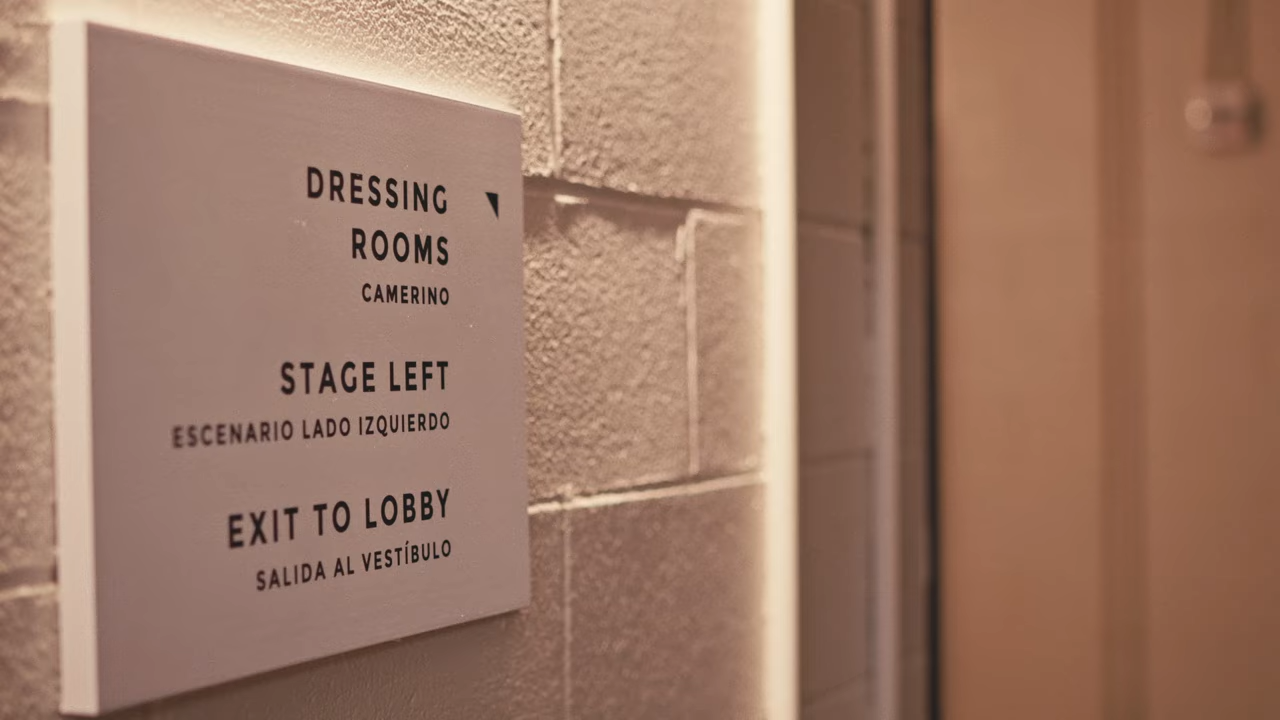 DRESSING
ROOMS
CAMERINO
STAGE LEFT
ESCENARIO LADO IZQUIERDO
EXIT TO LOBBY
SALIDA AL VESTÍBULO